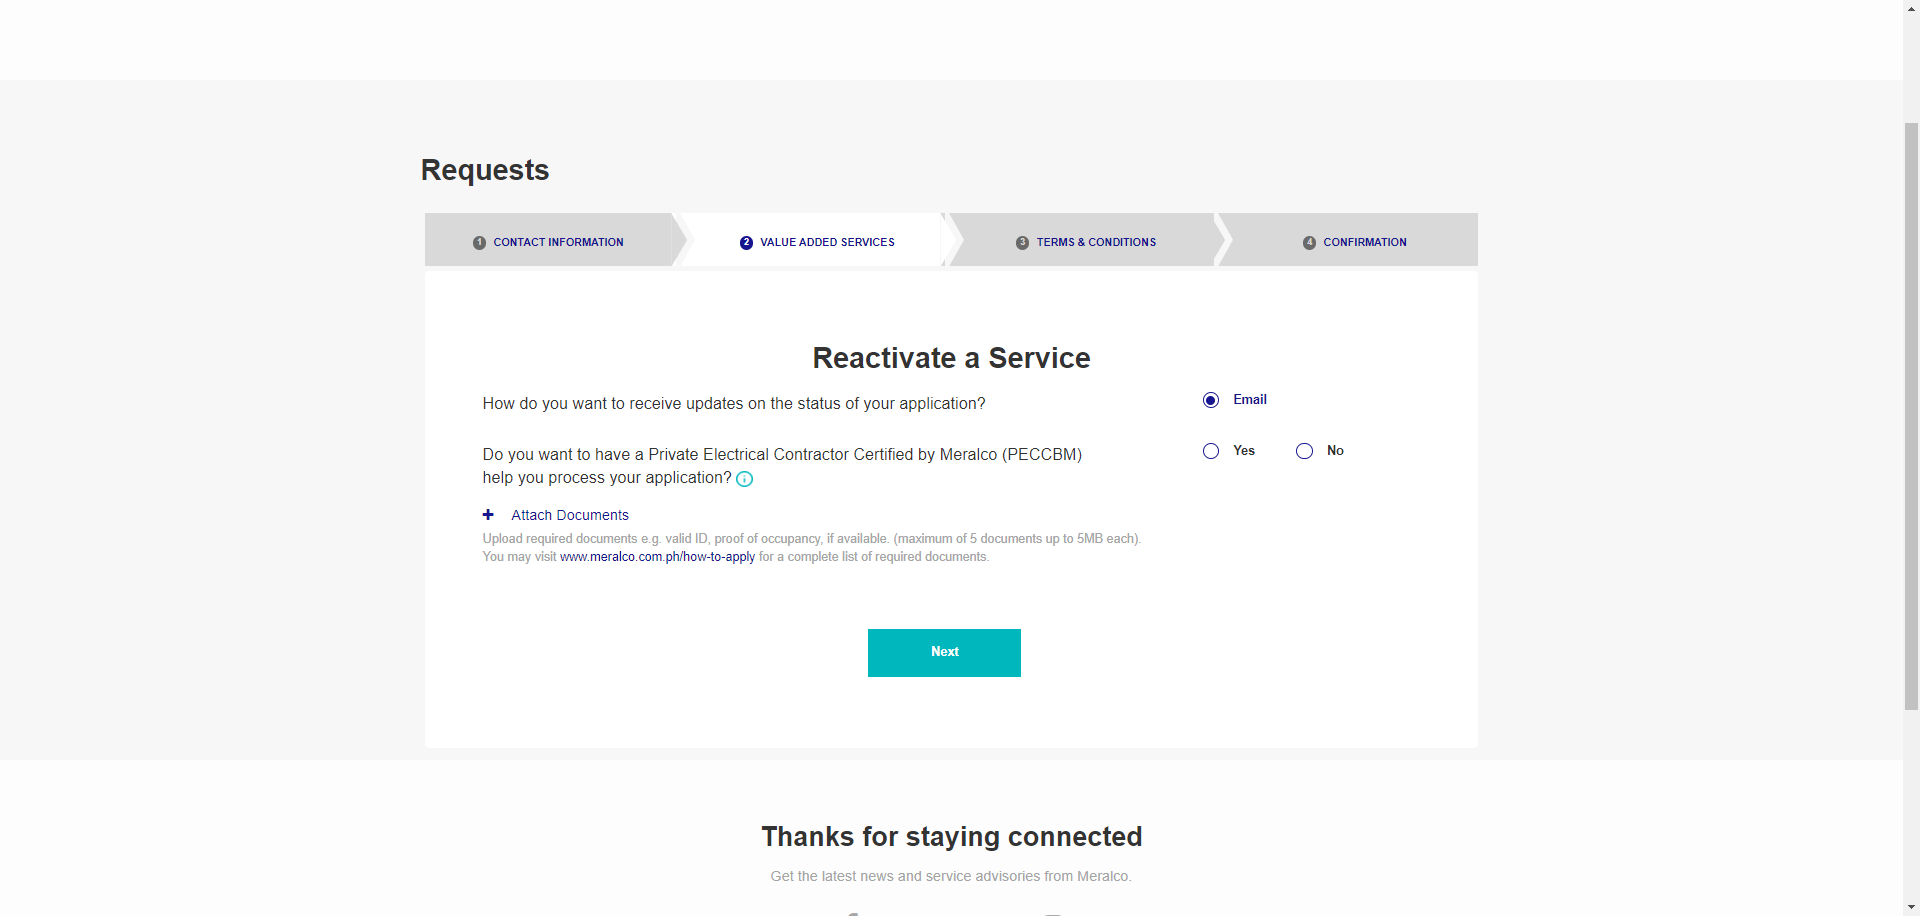 Requests
1 CONTACT INFORMATION
2 VALUE ADDED SERVICES
3 TERMS & CONDITIONS
4 CONFIRMATION
Reactivate a Service
How do you want to receive updates on the status of your application?
Email
Do you want to have a Private Electrical Contractor Certified by Meralco (PECCBM)
help you process your application?
Yes
No
+ Attach Documents
Upload required documents e.g. valid ID, proof of occupancy, if available. (maximum of 5 documents up to 5MB each).
You may visit www.meralco.com.ph/how-to-apply for a complete list of required documents.
Next
Thanks for staying connected
Get the latest news and service advisories from Meralco.